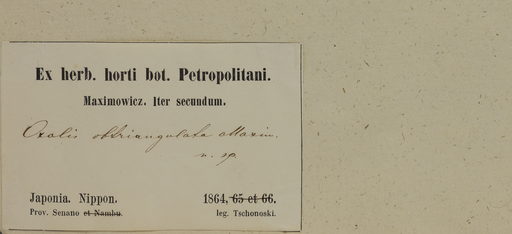 Ex herb. horti bot. Petropolitani.
Maximowicz. Iter secundum.
Oxalis obtriangulata Maxim.
n. sp.
Japonia. Nippon. 1864, 65 et 66.
Prov. Senano et Nambu. leg. Tschonoski.